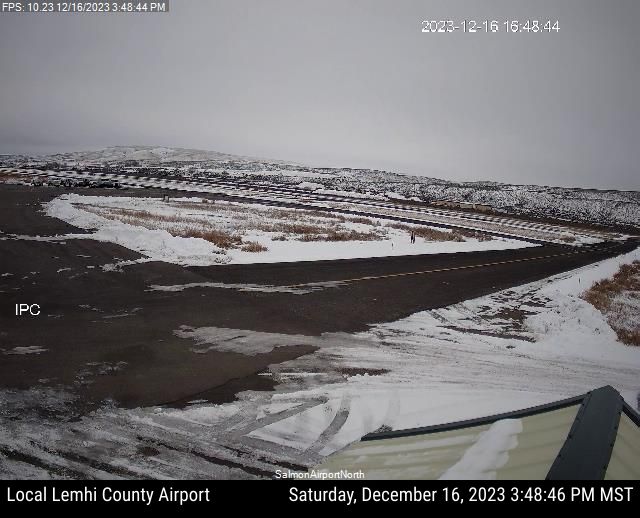 FPS: 10.23 12/16/2023 3:48:44 PM
2023-12-16 15:48:44
IPC
SalmonAirportNorth
Local Lemhi County Airport Saturday, December 16, 2023 3:48:46 PM MST